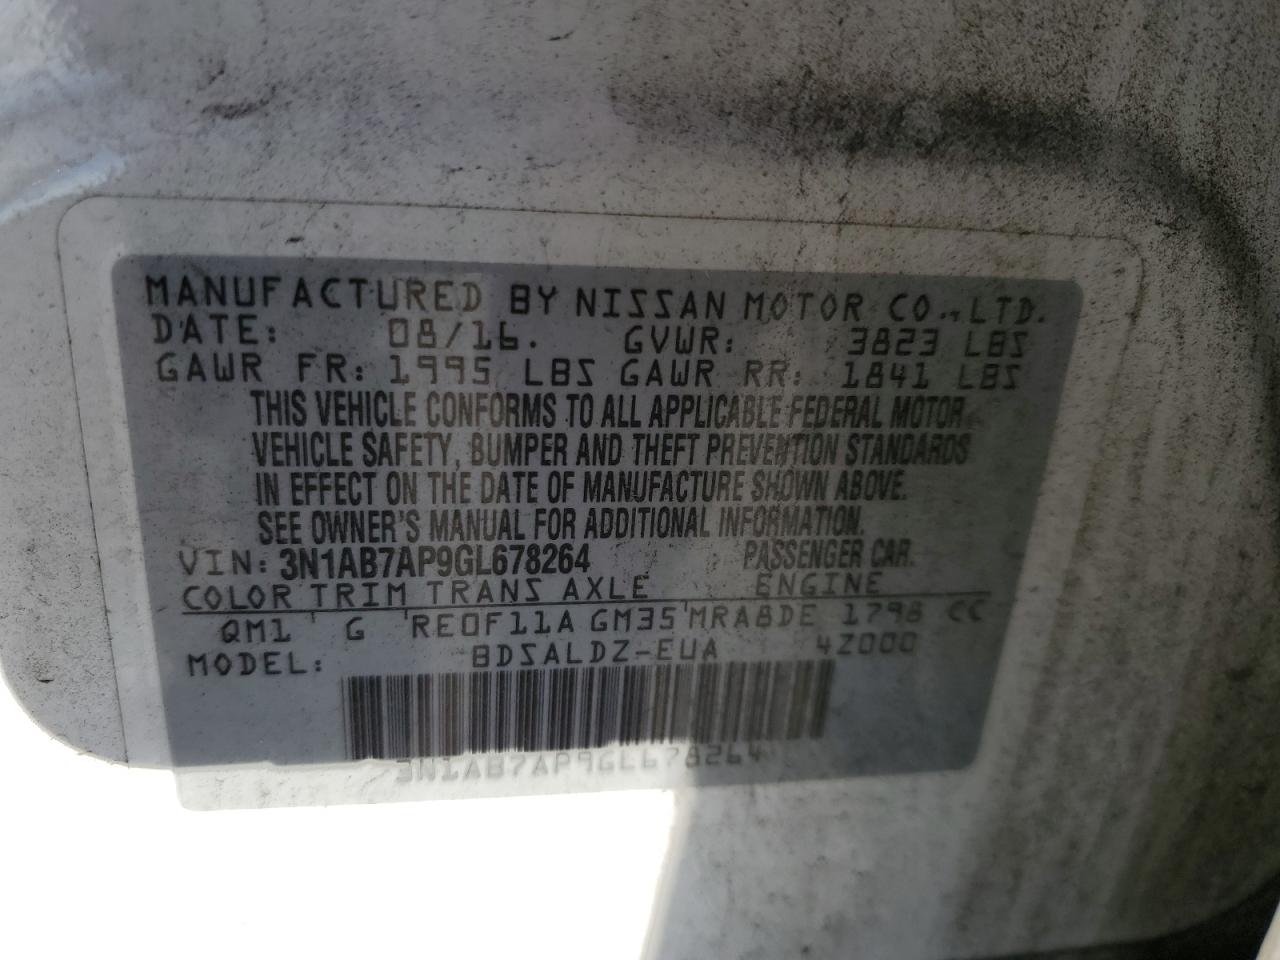 MANUFACTURED BY NISSAN MOTOR CO., LTD.
DATE: 08/16. GVWR: 3823 LBS
GAWR FR: 1995 LBS GAWR RR: 1841 LBS
THIS VEHICLE CONFORMS TO ALL APPLICABLE FEDERAL MOTOR
VEHICLE SAFETY, BUMPER AND THEFT PREVENTION STANDARDS
IN EFFECT ON THE DATE OF MANUFACTURE SHOWN ABOVE.
SEE OWNER'S MANUAL FOR ADDITIONAL INFORMATION.
VIN: 3N1AB7AP9GL678264 PASSENGER CAR.
COLOR TRIM TRANS AXLE ENGINE
QM1 G RE0F11A GM35 MRA8DE 1798 CC
MODEL: BDSALDZ-EUA 4Z000
3N1AB7AP9GL678264